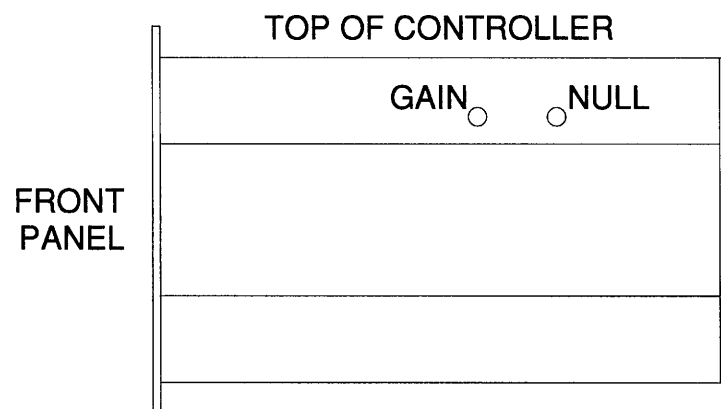 TOP OF CONTROLLER
GAIN
NULL
FRONT
PANEL